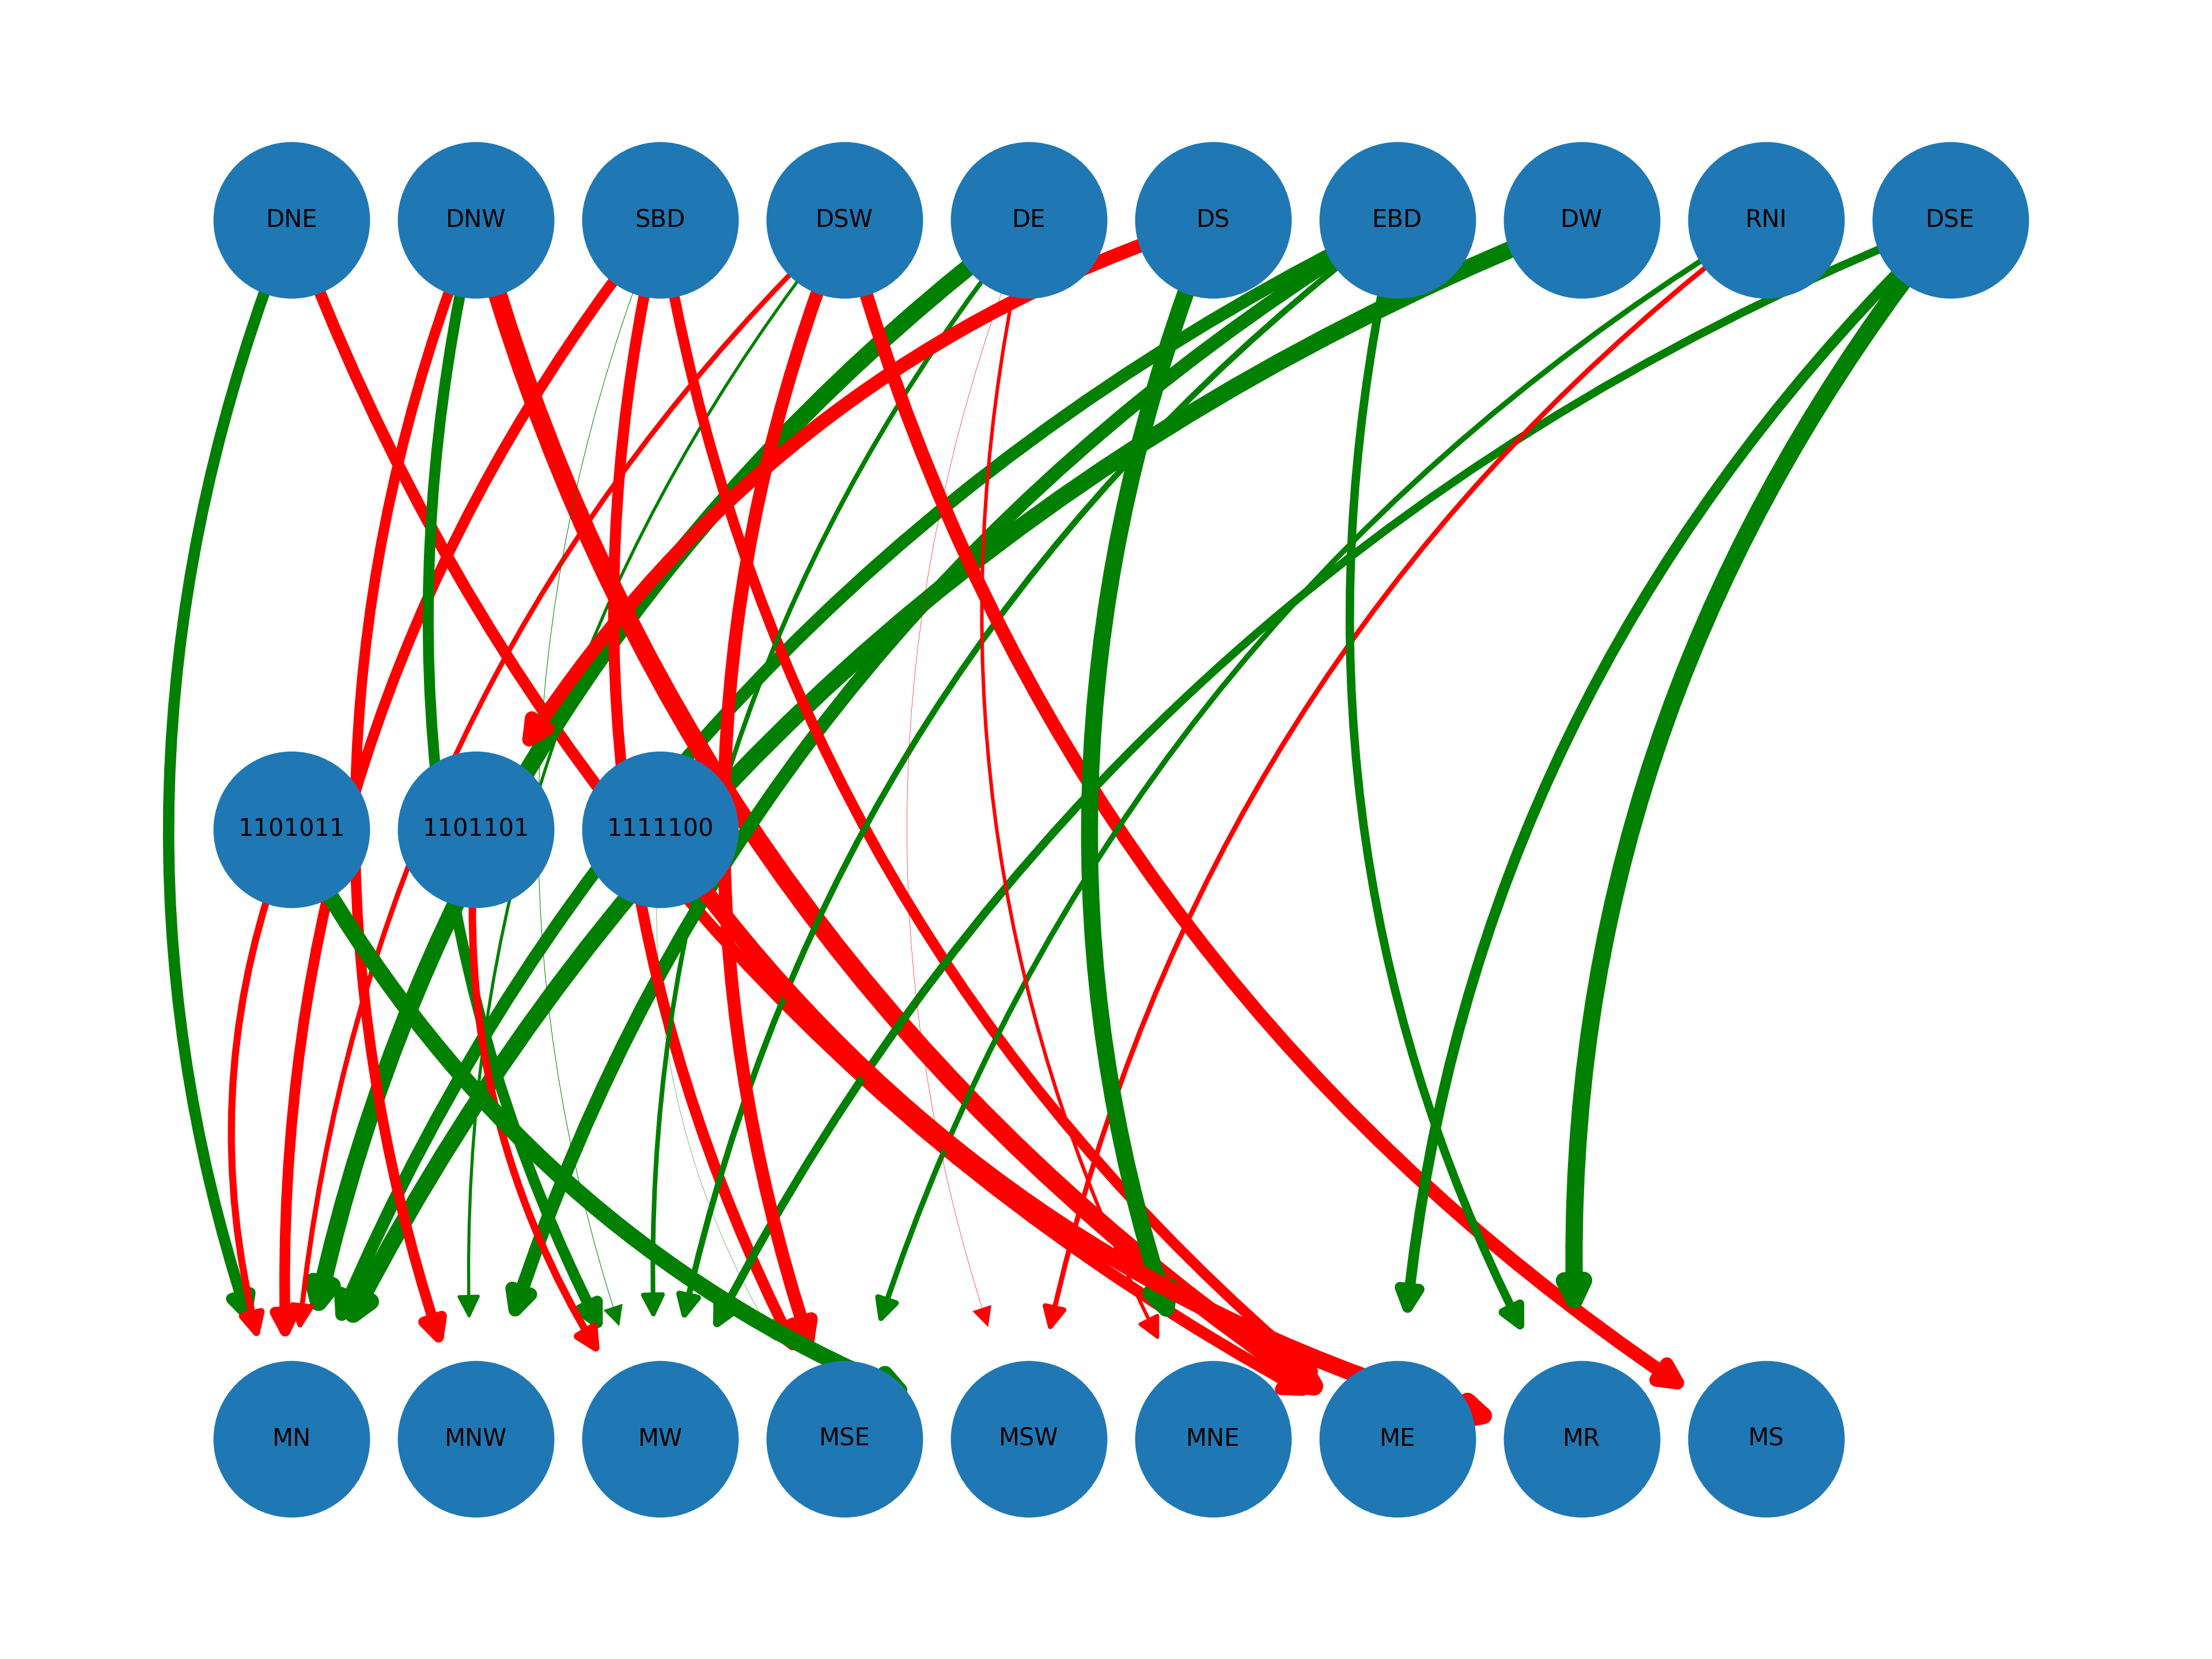 DNE DNW SBD DSW DE DS EBD DW RNI DSE
1101011 1101101 1111100
MN MNW MW MSE MSW MNE ME MR MS